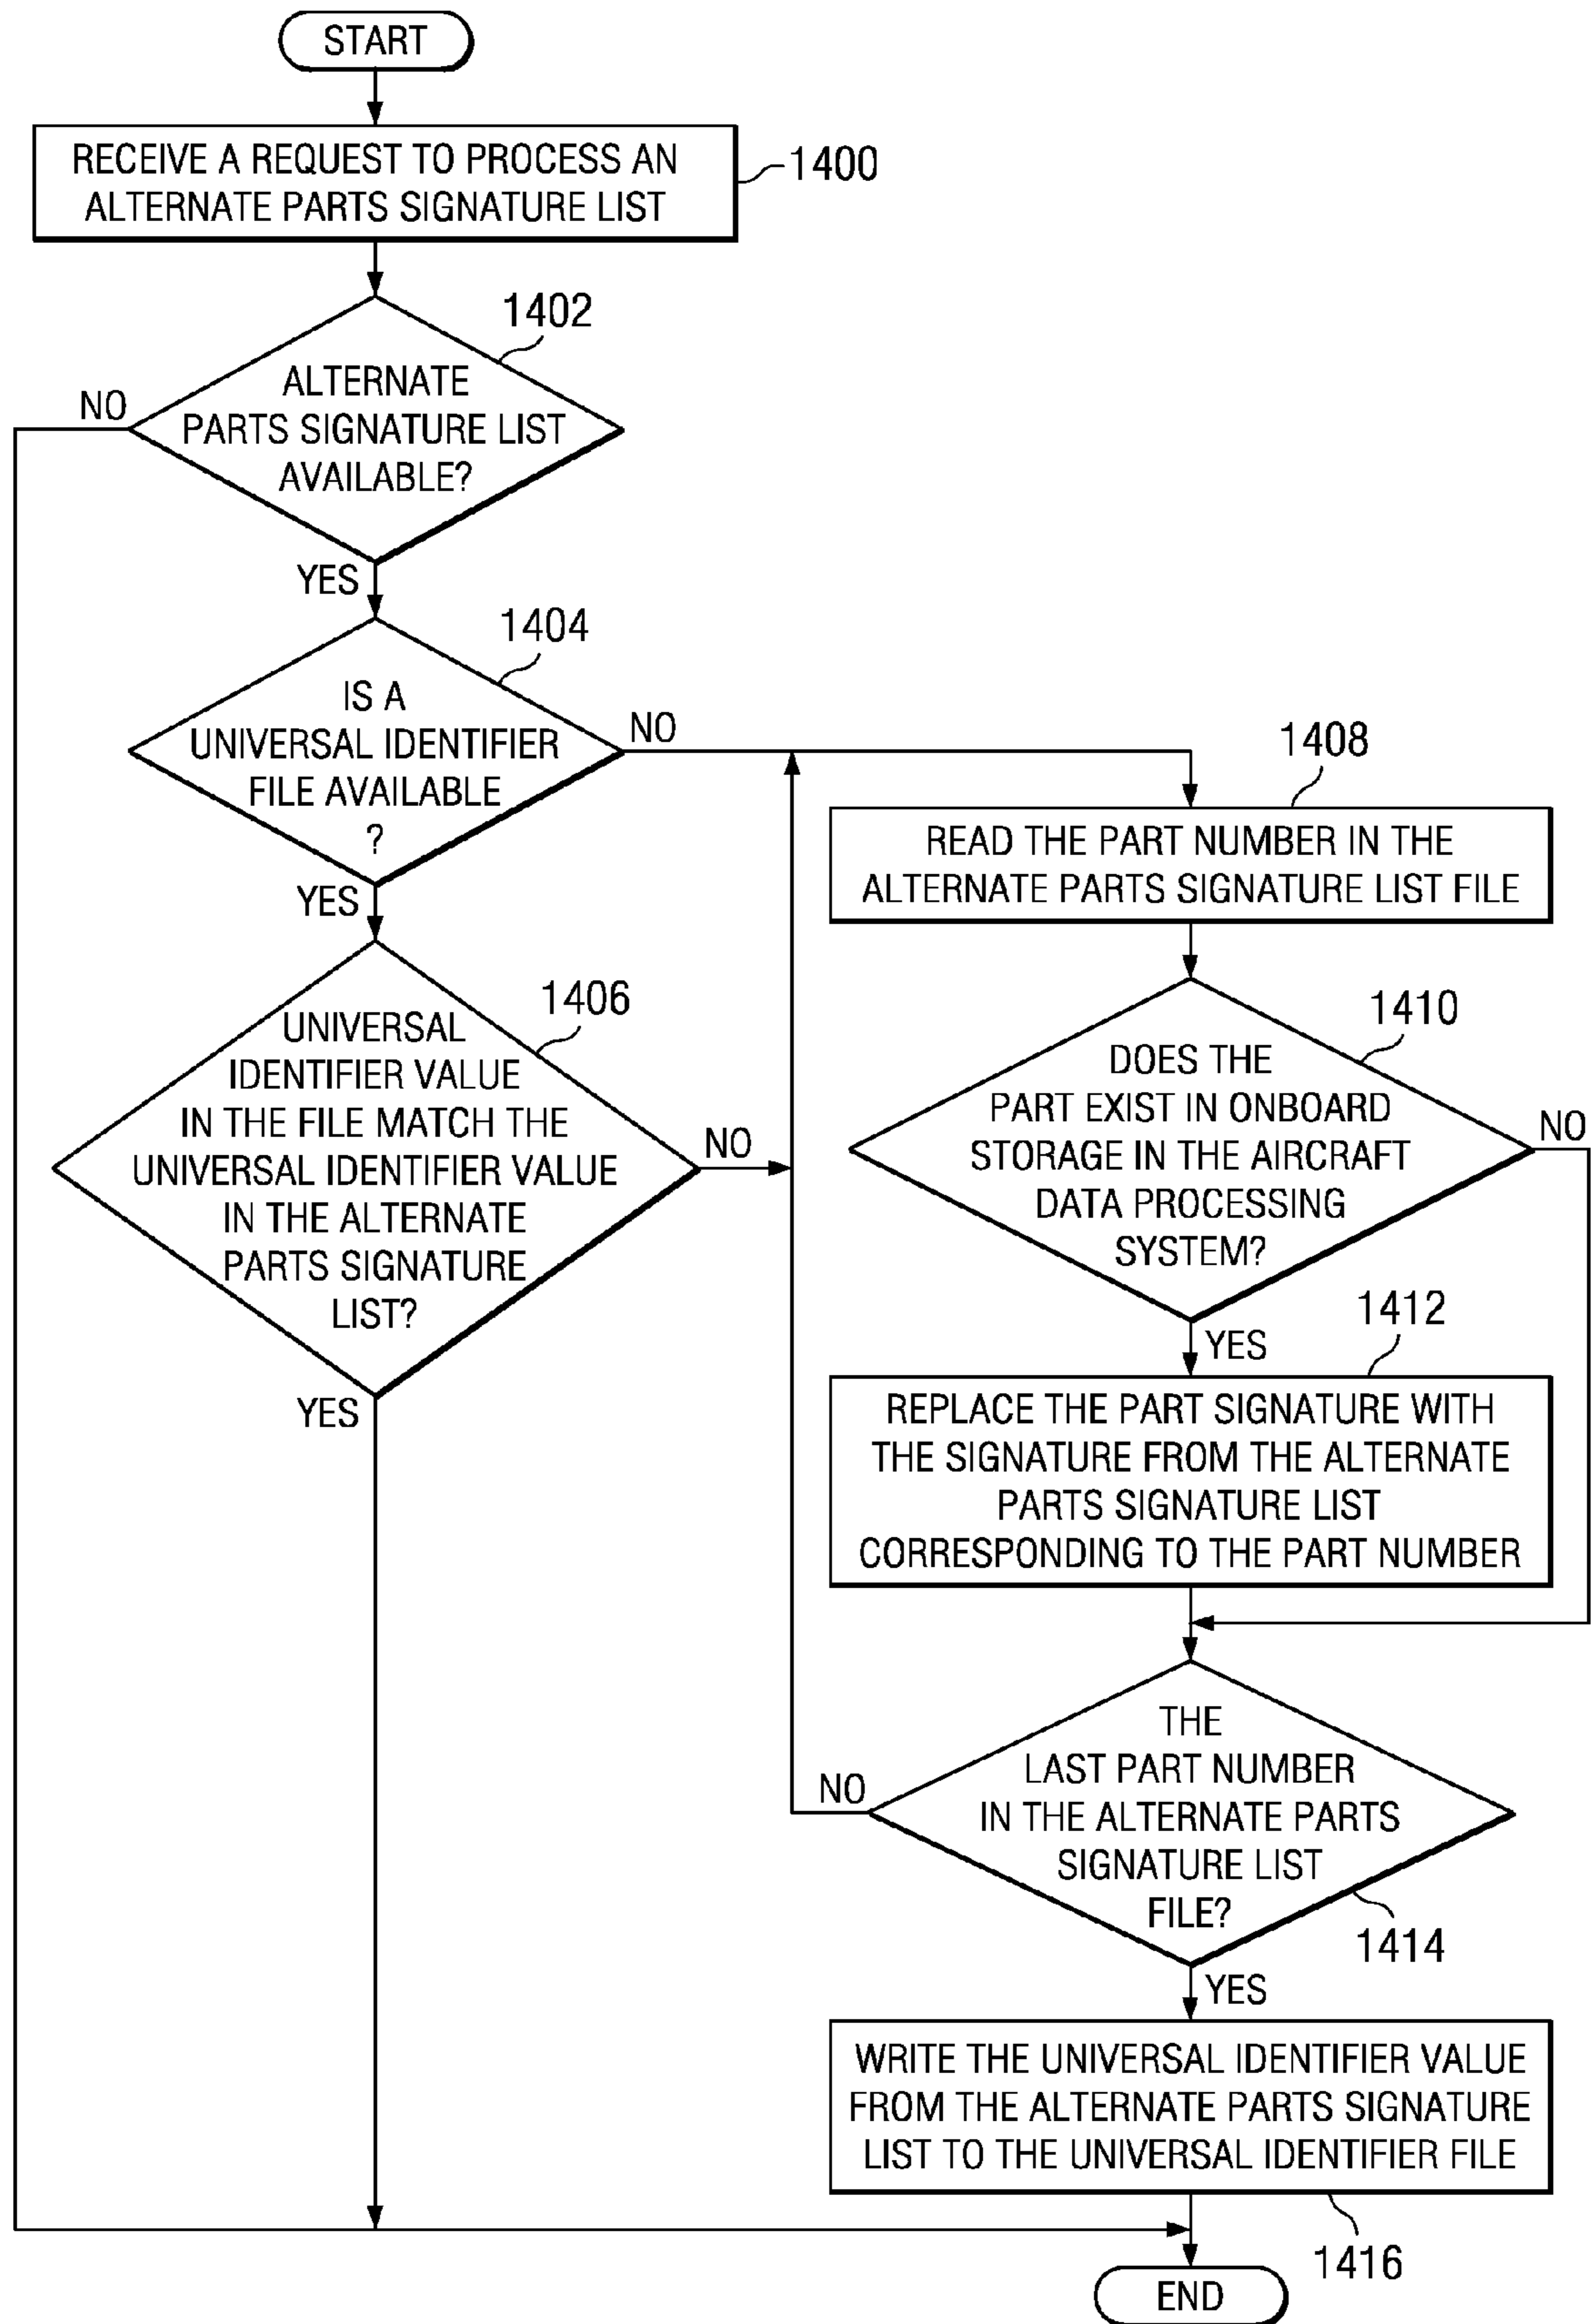 START
RECEIVE A REQUEST TO PROCESS AN
ALTERNATE PARTS SIGNATURE LIST
1400
1402
ALTERNATE
PARTS SIGNATURE LIST
AVAILABLE?
NO
YES
1404
IS A
UNIVERSAL IDENTIFIER
FILE AVAILABLE
?
NO
YES
1406
UNIVERSAL
IDENTIFIER VALUE
IN THE FILE MATCH THE
UNIVERSAL IDENTIFIER VALUE
IN THE ALTERNATE
PARTS SIGNATURE
LIST?
NO
YES
1408
READ THE PART NUMBER IN THE
ALTERNATE PARTS SIGNATURE LIST FILE
1410
DOES THE
PART EXIST IN ONBOARD
STORAGE IN THE AIRCRAFT
DATA PROCESSING
SYSTEM?
NO
YES
1412
REPLACE THE PART SIGNATURE WITH
THE SIGNATURE FROM THE ALTERNATE
PARTS SIGNATURE LIST
CORRESPONDING TO THE PART NUMBER
THE
LAST PART NUMBER
IN THE ALTERNATE PARTS
SIGNATURE LIST
FILE?
NO
1414
YES
WRITE THE UNIVERSAL IDENTIFIER VALUE
FROM THE ALTERNATE PARTS SIGNATURE
LIST TO THE UNIVERSAL IDENTIFIER FILE
1416
END